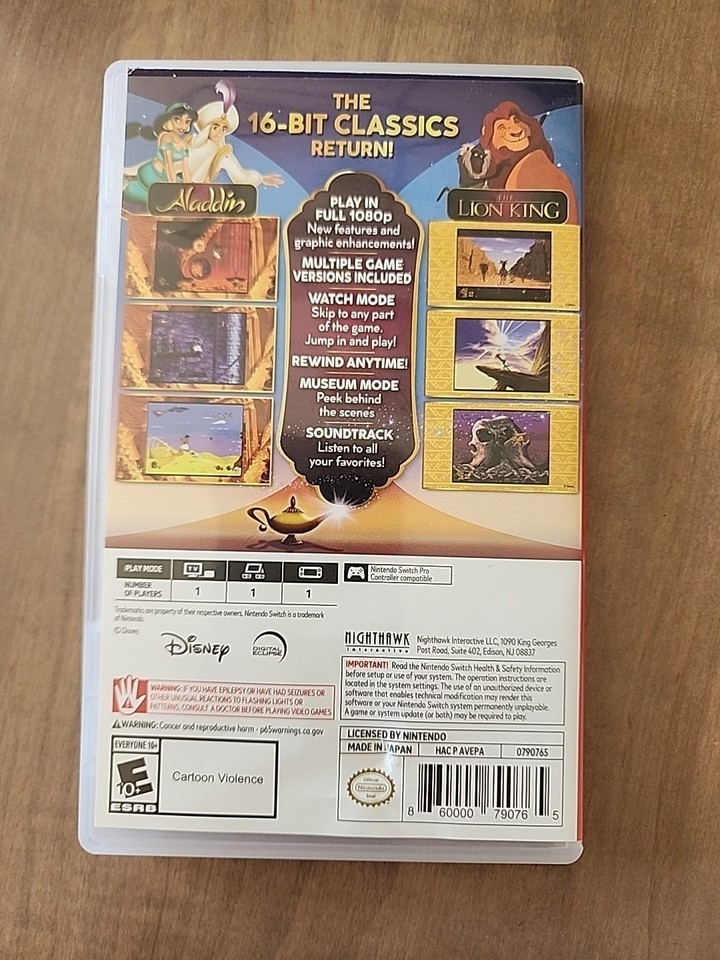 THE
16-BIT CLASSICS
RETURN!
Aladdin
THE
LION KING
PLAY IN
FULL 1080p
New features and
graphic enhancements!
MULTIPLE GAME
VERSIONS INCLUDED
WATCH MODE
Skip to any part
of the game.
Jump in and play!
REWIND ANYTIME!
MUSEUM MODE
Peek behind
the scenes
SOUNDTRACK
Listen to all
your favorites!
PLAY MODE
TV
NUMBER
OF PLAYERS
1
1
1
Nintendo Switch Pro
Controller compatible
Trademarks are property of their respective owners. Nintendo Switch is a trademark
of Nintendo.
© Disney
Disney
DIGITAL
ECLIPSE
NIGHTHAWK
interactive
Nighthawk Interactive LLC, 1090 King Georges
Post Road, Suite 402, Edison, NJ 08837
WARNING: IF YOU HAVE EPILEPSY OR HAVE HAD SEIZURES OR
OTHER UNUSUAL REACTIONS TO FLASHING LIGHTS OR
PATTERNS, CONSULT A DOCTOR BEFORE PLAYING VIDEO GAMES
IMPORTANT! Read the Nintendo Switch Health & Safety Information
before setup or use of your system. The operation instructions are
located in the system settings. The use of an unauthorized device or
software that enables technical modification may render this
software or your Nintendo Switch system permanently unplayable.
A game or system update (or both) may be required to play.
WARNING: Cancer and reproductive harm - p65warnings.ca.gov
EVERYONE 10+
E
10+
ESRB
Cartoon Violence
LICENSED BY NINTENDO
MADE IN JAPAN
HAC P AVEPA
0790765
Official
Nintendo
Seal
8 60000 79076 5